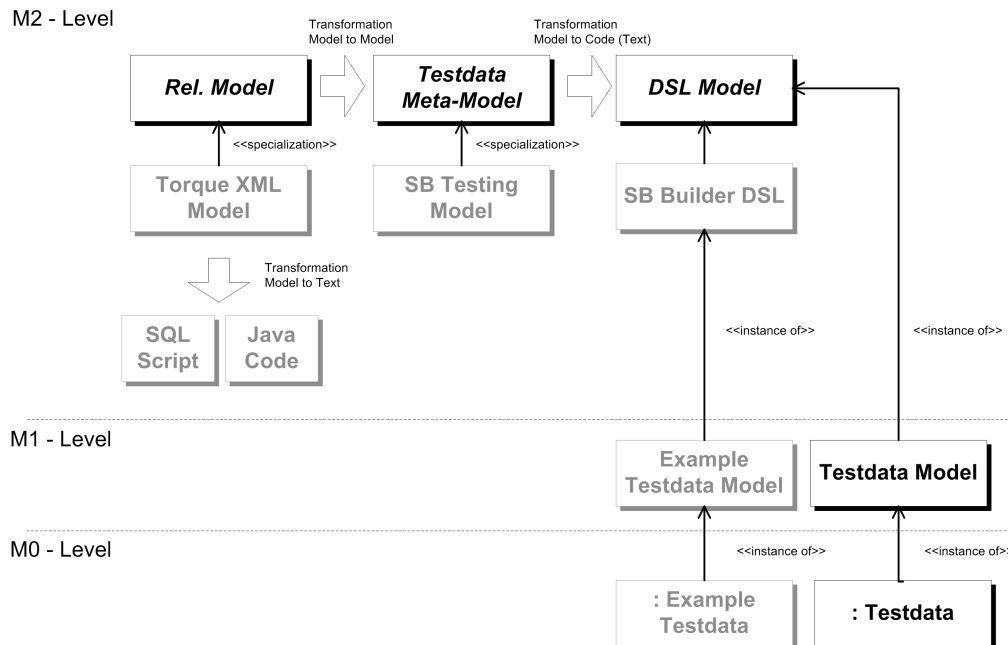 M2 - Level
Transformation
Model to Model
Transformation
Model to Code (Text)
Rel. Model
Testdata
Meta-Model
DSL Model
<<specialization>>
<<specialization>>
Torque XML
Model
SB Testing
Model
SB Builder DSL
Transformation
Model to Text
SQL
Script
Java
Code
<<instance of>>
<<instance of>>
M1 - Level
Example
Testdata Model
Testdata Model
M0 - Level
<<instance of>>
<<instance of>
: Example
Testdata
: Testdata